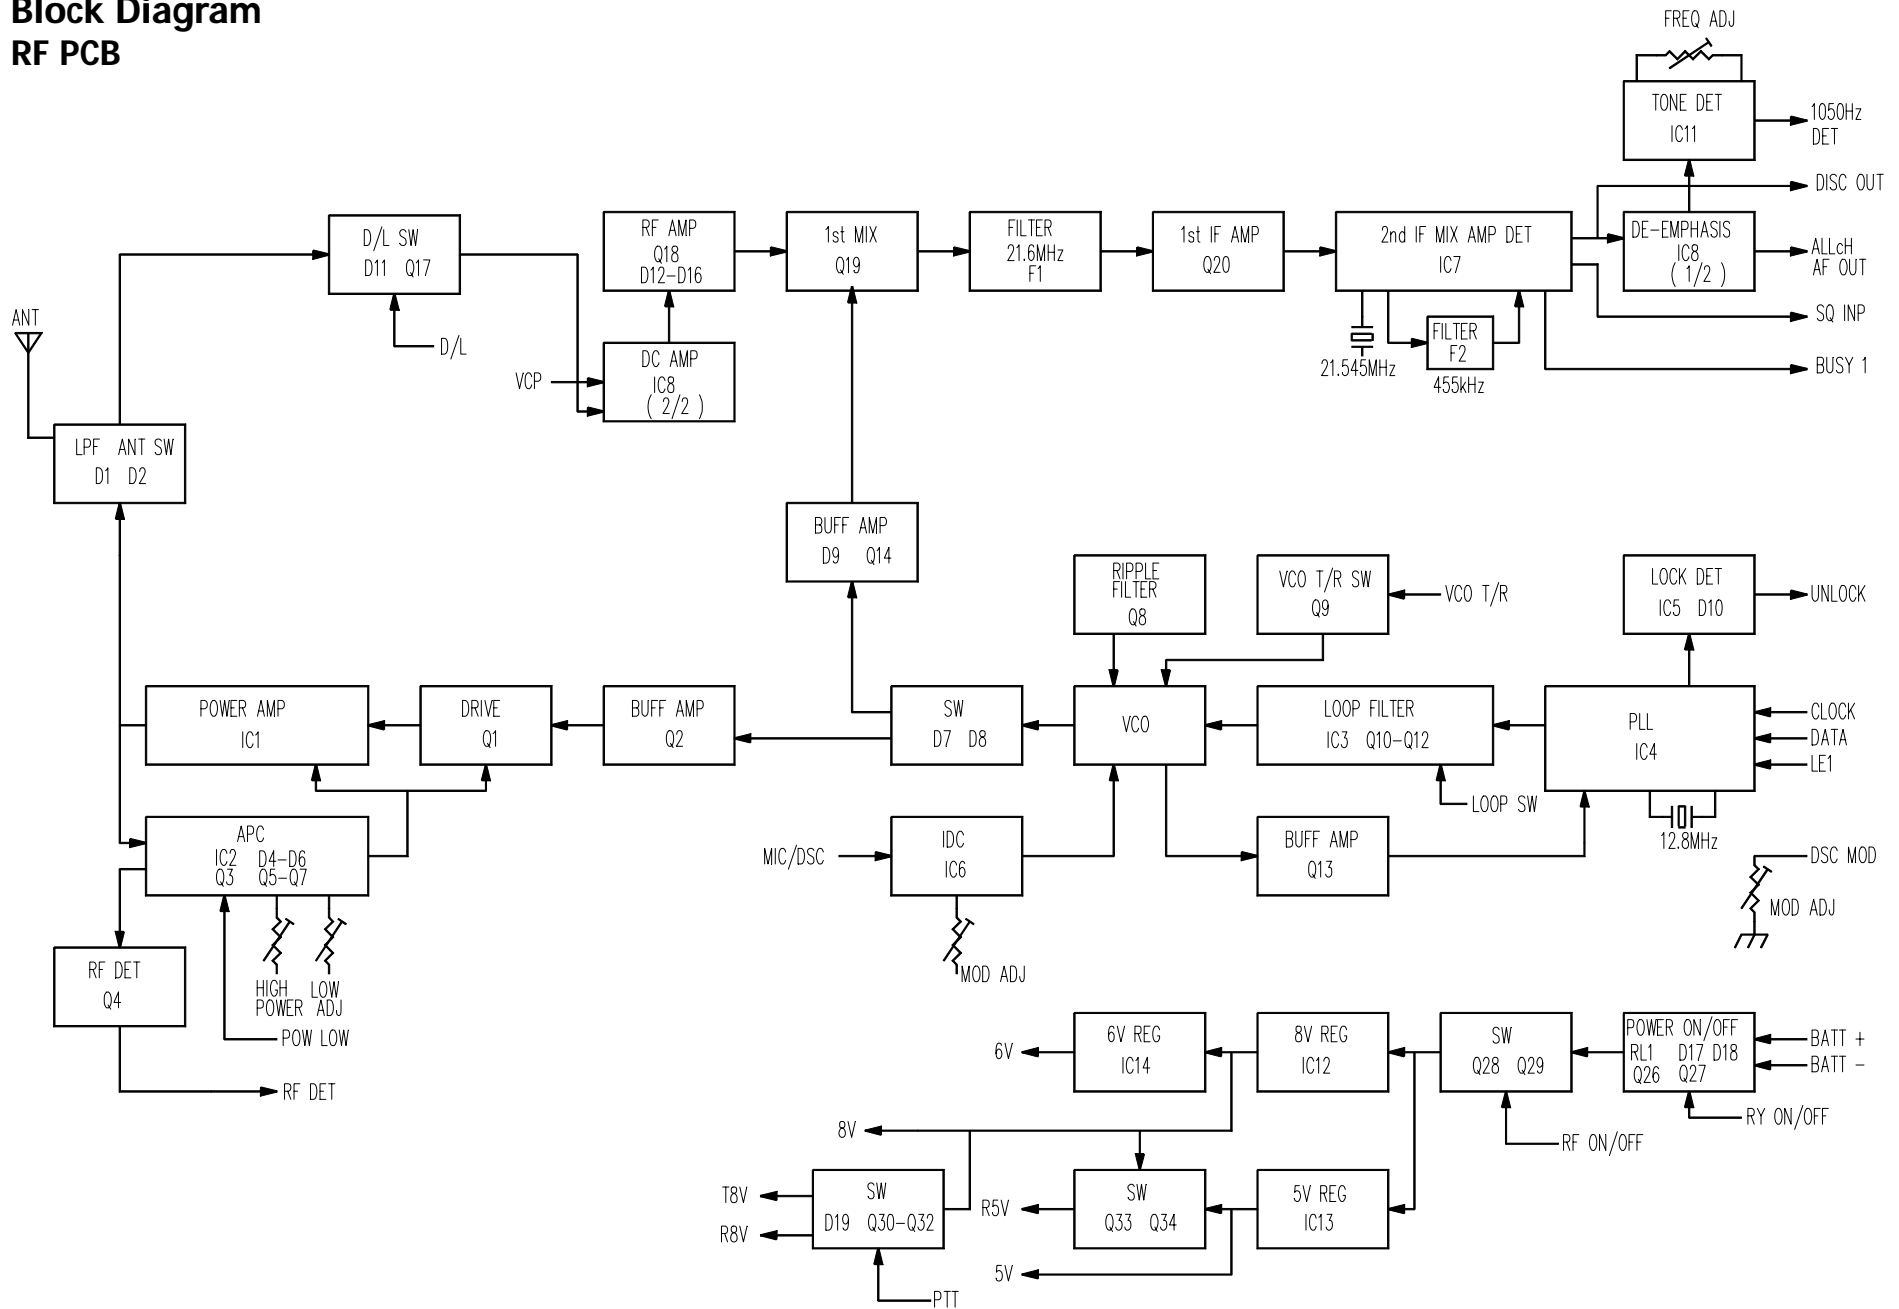 Block Diagram
RF PCB
FREQ ADJ
TONE DET
IC11
1050Hz
DET
DISC OUT
D/L SW
D11 Q17
D/L
RF AMP
Q18
D12-D16
1st MIX
Q19
FILTER
21.6MHz
F1
1st IF AMP
Q20
2nd IF MIX AMP DET
IC7
DE-EMPHASIS
IC8
( 1/2 )
ALLcH
AF OUT
SQ INP
BUSY 1
21.545MHz
FILTER
F2
455kHz
ANT
VCP
DC AMP
IC8
( 2/2 )
LPF ANT SW
D1 D2
BUFF AMP
D9 Q14
RIPPLE
FILTER
Q8
VCO T/R SW
Q9
VCO T/R
LOCK DET
IC5 D10
UNLOCK
POWER AMP
IC1
DRIVE
Q1
BUFF AMP
Q2
SW
D7 D8
VCO
LOOP FILTER
IC3 Q10-Q12
LOOP SW
PLL
IC4
CLOCK
DATA
LE1
12.8MHz
APC
IC2 D4-D6
Q3 Q5-Q7
MIC/DSC
IDC
IC6
MOD ADJ
BUFF AMP
Q13
DSC MOD
MOD ADJ
RF DET
Q4
HIGH LOW
POWER ADJ
POW LOW
RF DET
6V
6V REG
IC14
8V REG
IC12
SW
Q28 Q29
POWER ON/OFF
RL1 D17 D18
Q26 Q27
BATT +
BATT -
RY ON/OFF
RF ON/OFF
8V
T8V
R8V
SW
D19 Q30-Q32
PTT
R5V
SW
Q33 Q34
5V REG
IC13
5V